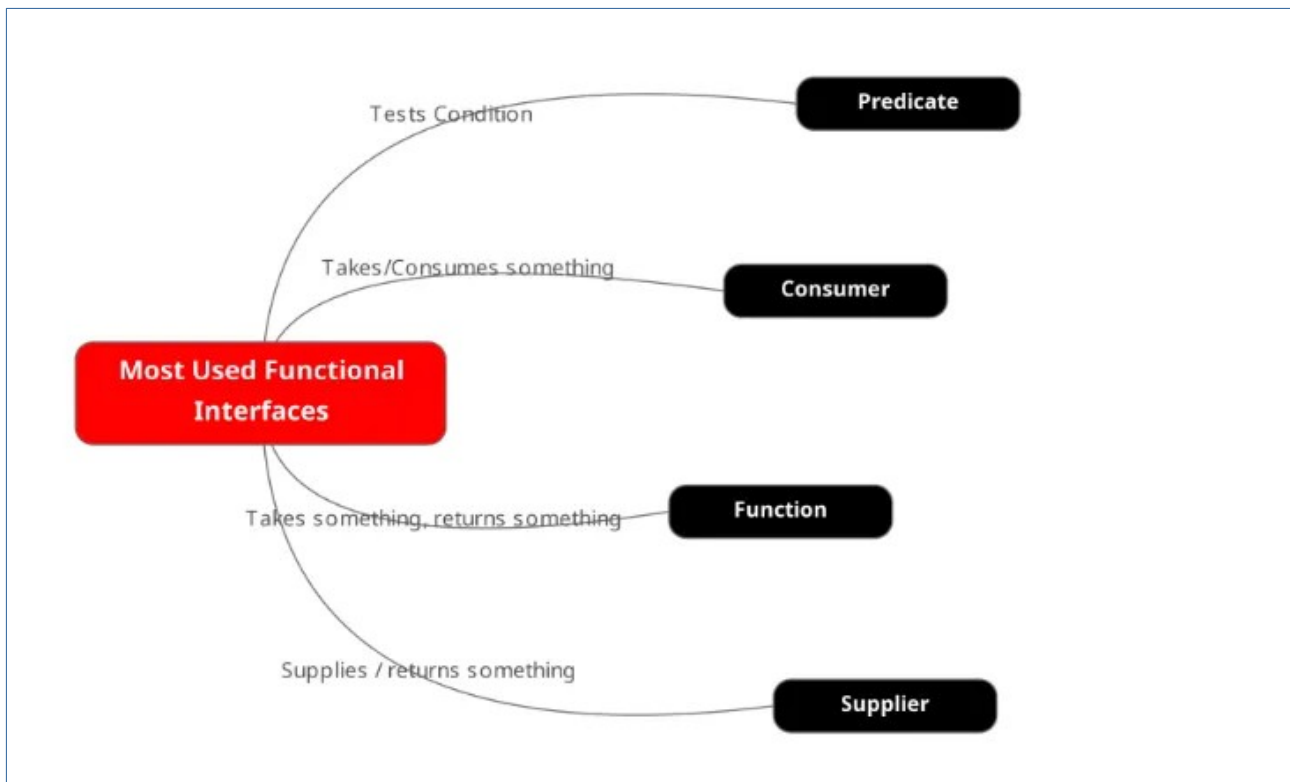 Tests Condition
Predicate
Takes/Consumes something
Consumer
Most Used Functional
Interfaces
Takes something, returns something
Function
Supplies / returns something
Supplier